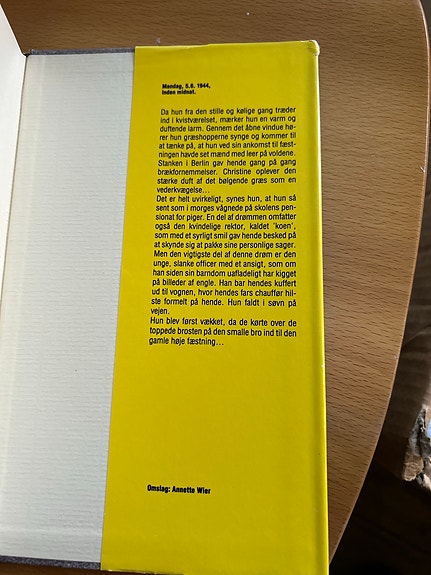 Mandag, 5.6. 1944,
inden midnat.
Da hun fra den stille og kølige gang træder
ind i kvistværelset, mærker hun en varm og
duftende larm. Gennem det åbne vindue hø-
rer hun græshopperne synge og kommer til
at tænke på, at hun ved sin ankomst til fæst-
ningen havde set mænd med leer på voldene.
Stanken i Berlin gav hende gang på gang
brækfornemmelser. Christine oplever den
stærke duft af det bølgende græs som en
vederkvægelse...
Det er helt uvirkeligt, synes hun, at hun så
sent som i morges vågnede på skolens pen-
sionat for piger. En del af drømmen omfatter
også den kvindelige rektor, kaldet 'koen',
som med et syrligt smil gav hende besked på
at skynde sig at pakke sine personlige sager.
Men den vigtigste del af denne drøm er den
unge, slanke officer med et ansigt, som om
han siden sin barndom uafladeligt har kigget
på billeder af engle. Han bar hendes kuffert
ud til vognen, hvor hendes fars chauffør hil-
ste formelt på hende. Hun faldt i søvn på
vejen.
Hun blev først vækket, da de kørte over de
toppede brosten på den smalle bro ind til den
gamle høje fæstning...
Omslag: Annette Wier